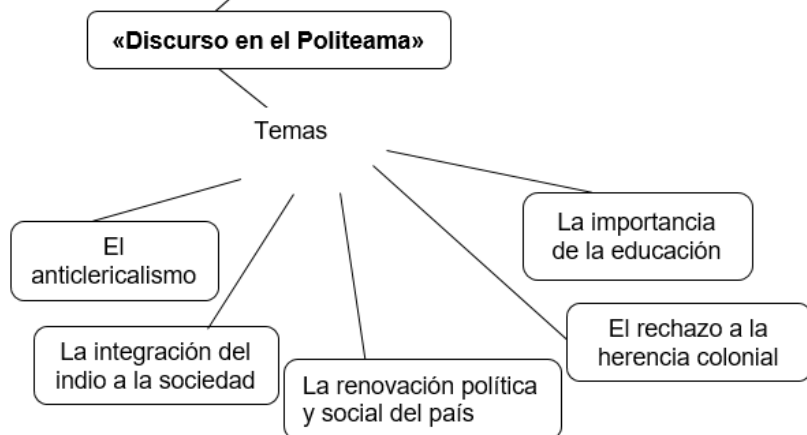 «Discurso en el Politeama»
Temas
El
anticlericalismo
La integración del
indio a la sociedad
La renovación política
y social del país
El rechazo a la
herencia colonial
La importancia
de la educación